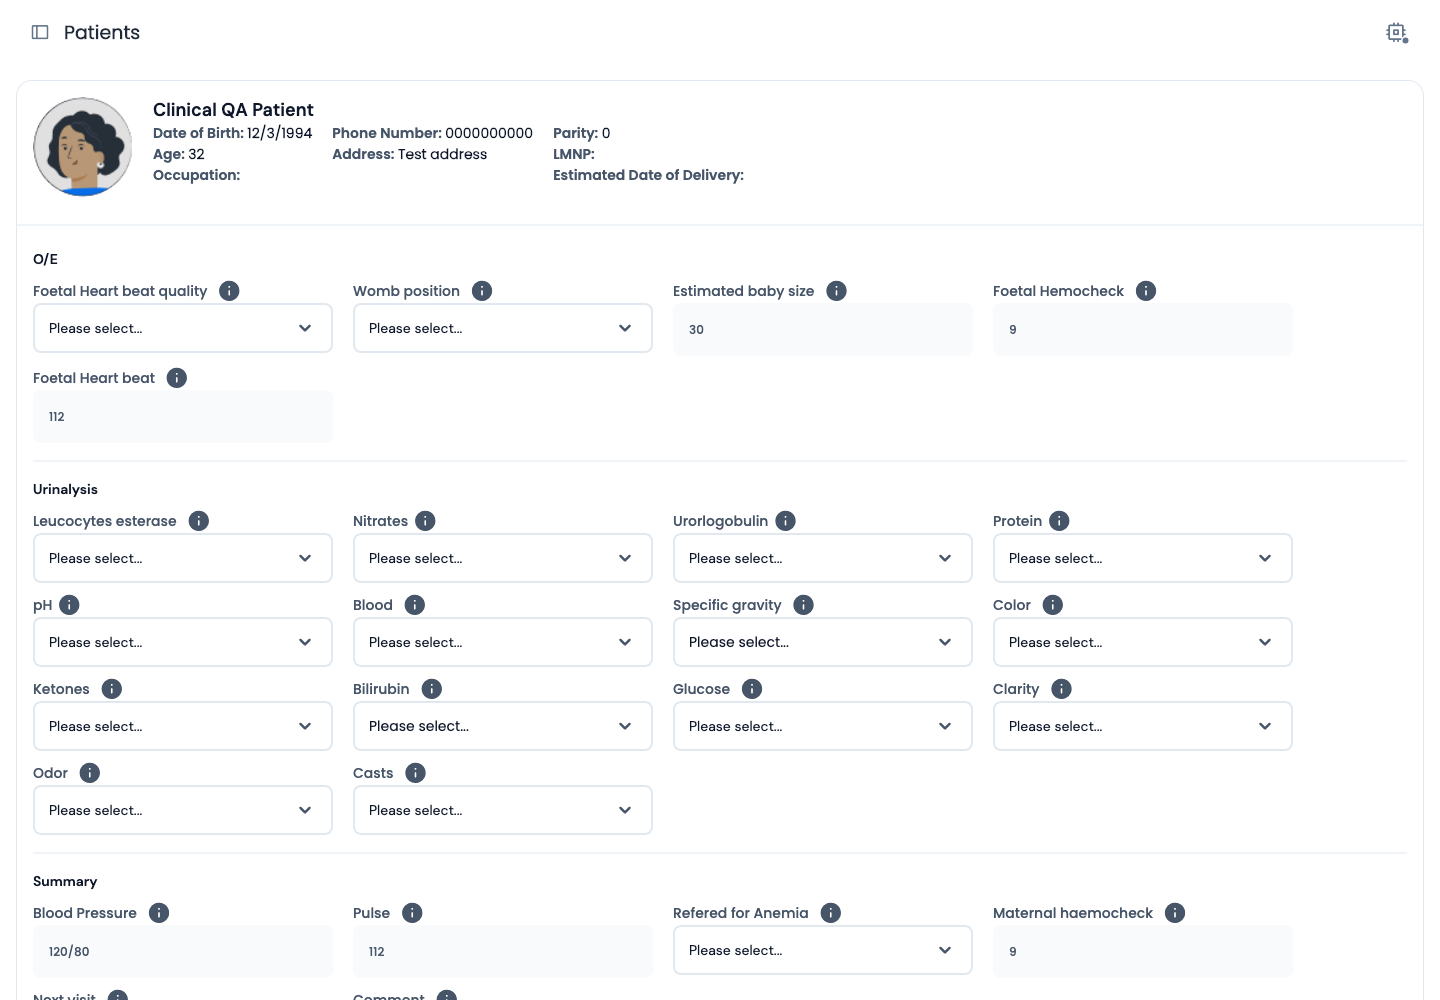 Patients
Clinical QA Patient
Date of Birth: 12/3/1994 Phone Number: 0000000000 Parity: 0
Age: 32 Address: Test address LMNP:
Occupation: Estimated Date of Delivery:
O/E
Foetal Heart beat quality Womb position Estimated baby size Foetal Hemocheck
Please select... Please select... 30 9
Foetal Heart beat
112
Urinalysis
Leucocytes esterase Nitrates Urorlogobulin Protein
Please select... Please select... Please select... Please select...
pH Blood Specific gravity Color
Please select... Please select... Please select... Please select...
Ketones Bilirubin Glucose Clarity
Please select... Please select... Please select... Please select...
Odor Casts
Please select... Please select...
Summary
Blood Pressure Pulse Refered for Anemia Maternal haemocheck
120/80 112 Please select... 9
Next visit Comment